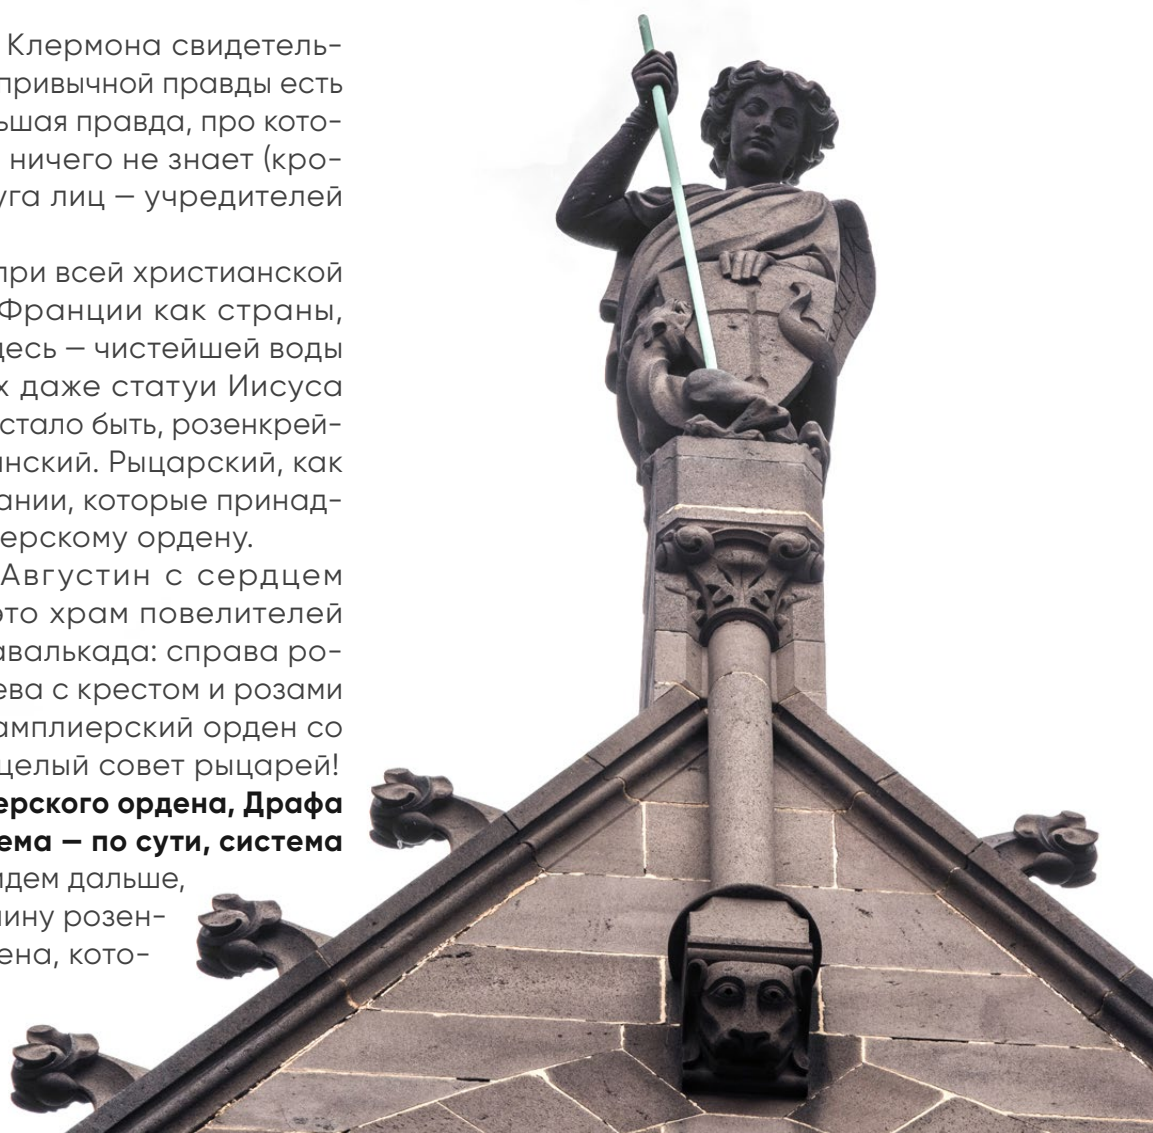 Клермона свидетель-
привычной правды есть
ьшая правда, про кото-
ничего не знает (кро-
уга лиц — учредителей
при всей христианской
Франции как страны,
десь — чистейшей воды
х даже статуи Иисуса
стало быть, розенкрей-
нский. Рыцарский, как
ании, которые принад-
ерскому ордену.
Августин с сердцем
это храм повелителей
авалькада: справа ро-
ева с крестом и розами
амплиерский орден со
целый совет рыцарей!
ерского ордена, Драфа
ема — по сути, система
идем дальше,
ину розен-
ена, кото-